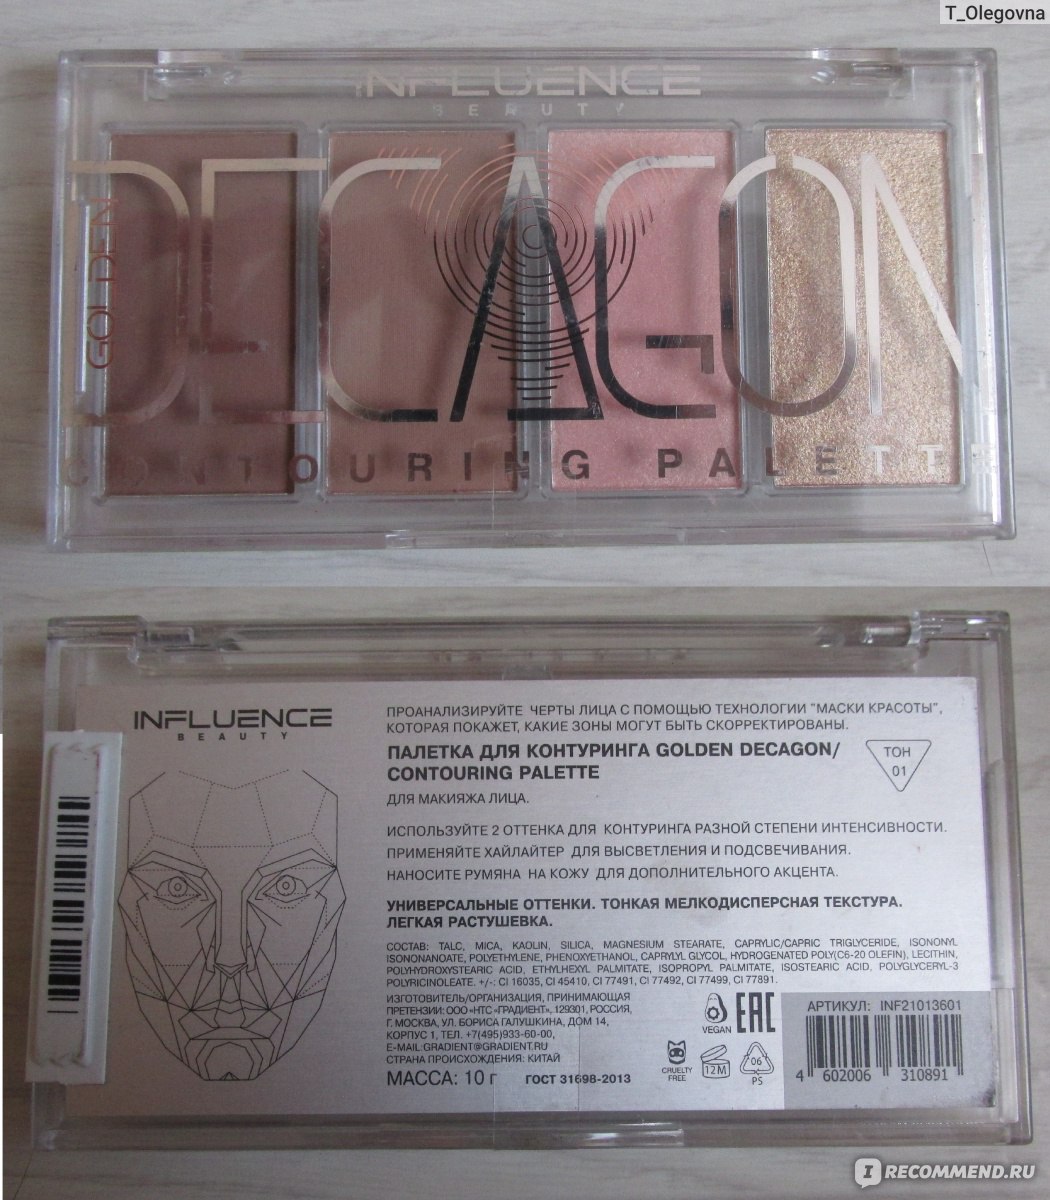 T_Olegovna
INFLUENCE
BEAUTY
GOLDEN
DECAGON
CONTOURING PALETTE
INFLUENCE
BEAUTY
ПРОАНАЛИЗИРУЙТЕ ЧЕРТЫ ЛИЦА С ПОМОЩЬЮ ТЕХНОЛОГИИ "МАСКИ КРАСОТЫ",
КОТОРАЯ ПОКАЖЕТ, КАКИЕ ЗОНЫ МОГУТ БЫТЬ СКОРРЕКТИРОВАНЫ.
ПАЛЕТКА ДЛЯ КОНТУРИНГА GOLDEN DECAGON/
CONTOURING PALETTE
ТОН
01
ДЛЯ МАКИЯЖА ЛИЦА.
ИСПОЛЬЗУЙТЕ 2 ОТТЕНКА ДЛЯ КОНТУРИНГА РАЗНОЙ СТЕПЕНИ ИНТЕНСИВНОСТИ.
ПРИМЕНЯЙТЕ ХАЙЛАЙТЕР ДЛЯ ВЫСВЕТЛЕНИЯ И ПОДСВЕЧИВАНИЯ.
НАНОСИТЕ РУМЯНА НА КОЖУ ДЛЯ ДОПОЛНИТЕЛЬНОГО АКЦЕНТА.
УНИВЕРСАЛЬНЫЕ ОТТЕНКИ. ТОНКАЯ МЕЛКОДИСПЕРСНАЯ ТЕКСТУРА.
ЛЕГКАЯ РАСТУШЕВКА.
СОСТАВ: TALC, MICA, KAOLIN, SILICA, MAGNESIUM STEARATE, CAPRYLIC/CAPRIC TRIGLYCERIDE, ISONONYL
ISONONANOATE, POLYETHYLENE, PHENOXYETHANOL, CAPRYLYL GLYCOL, HYDROGENATED POLY(C6-20 OLEFIN), LECITHIN,
POLYHYDROXYSTEARIC ACID, ETHYLHEXYL PALMITATE, ISOPROPYL PALMITATE, ISOSTEARIC ACID, POLYGLYCERYL-3
POLYRICINOLEATE. +/-: CI 16035, CI 45410, CI 77491, CI 77492, CI 77499, CI 77891.
ИЗГОТОВИТЕЛЬ/ОРГАНИЗАЦИЯ, ПРИНИМАЮЩАЯ
ПРЕТЕНЗИИ: ООО «НТС «ГРАДИЕНТ», 129301, РОССИЯ,
Г. МОСКВА, УЛ. БОРИСА ГАЛУШКИНА, ДОМ 14,
КОРПУС 1, ТЕЛ. +7(495)933-60-00,
E-MAIL:GRADIENT@GRADIENT.RU
СТРАНА ПРОИСХОЖДЕНИЯ: КИТАЙ
МАССА: 10 г ГОСТ 31698-2013
VEGAN
EAC
CRUELTY
FREE
12M
06
PS
АРТИКУЛ: INF21013601
4 602006 310891
IRECOMMEND.RU